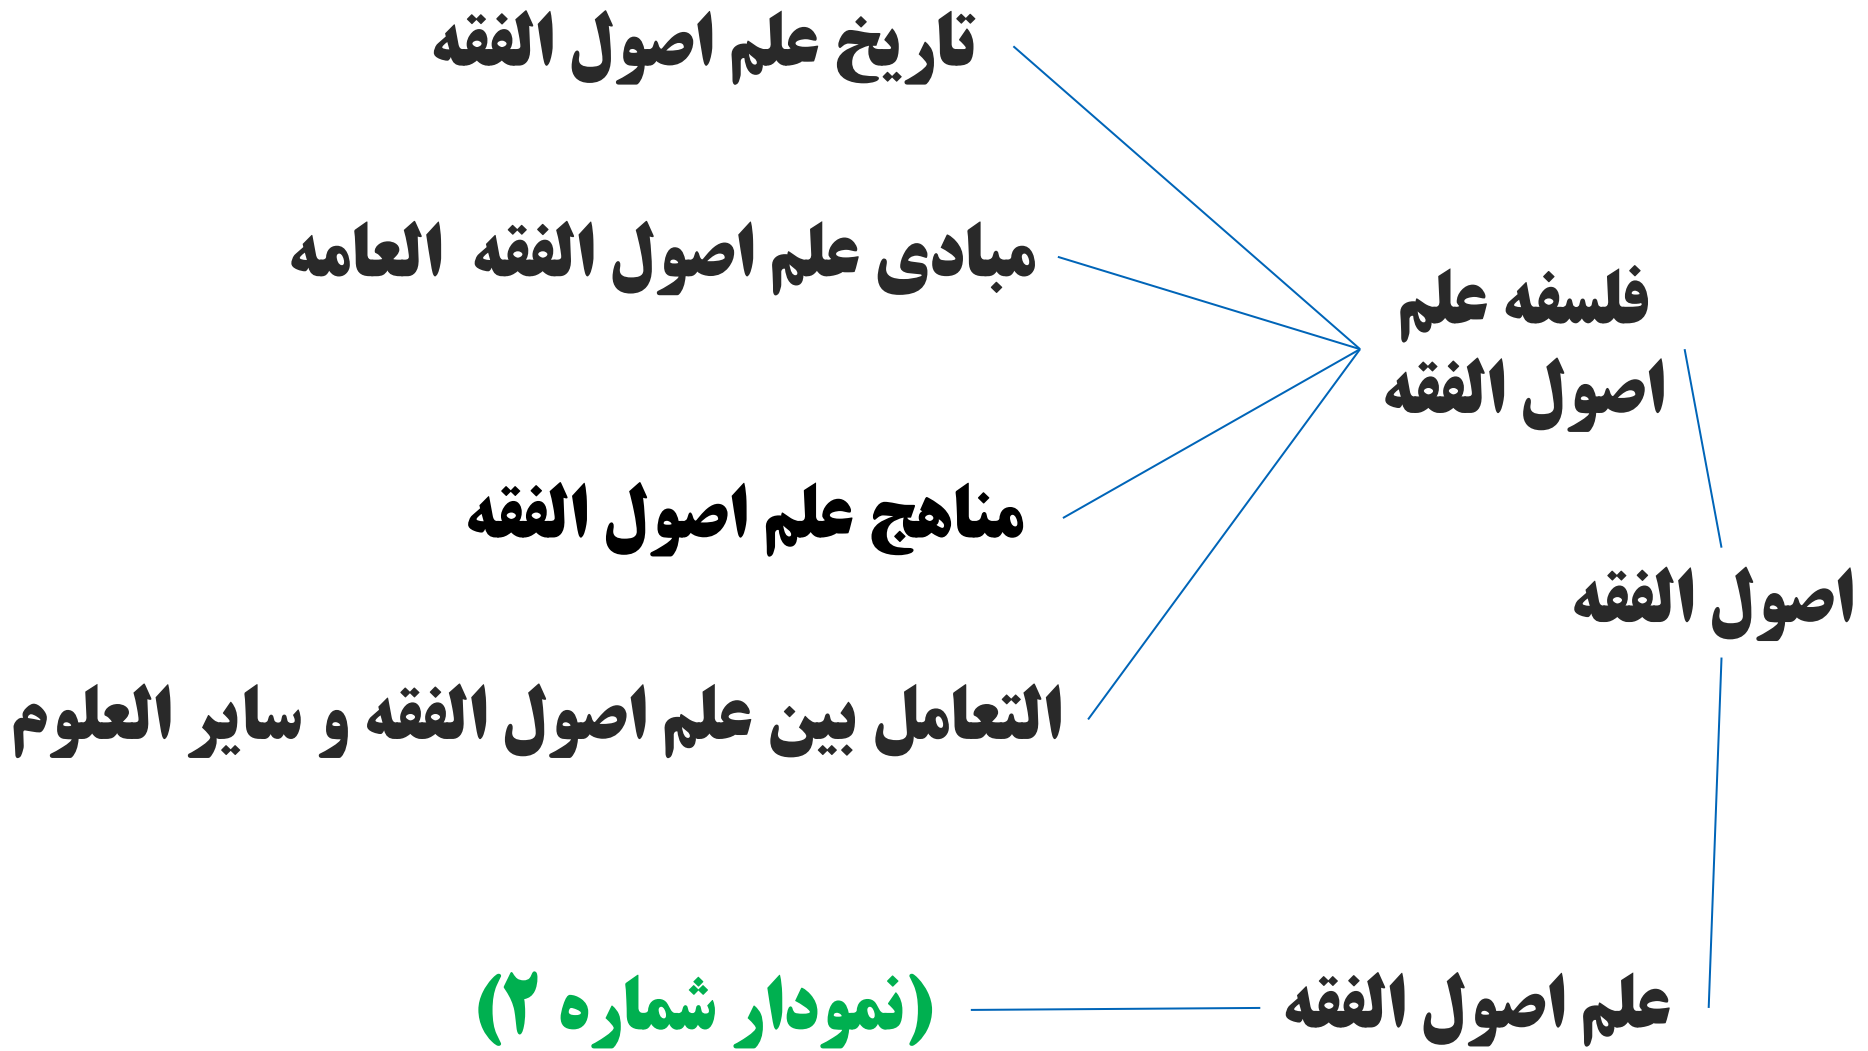 تاریخ علم اصول الفقه
مبادی علم اصول الفقه العامه
فلسفه علم
اصول الفقه
مناهج علم اصول الفقه
اصول الفقه
التعامل بین علم اصول الفقه و سایر العلوم
علم اصول الفقه
(نمودار شماره ۲)